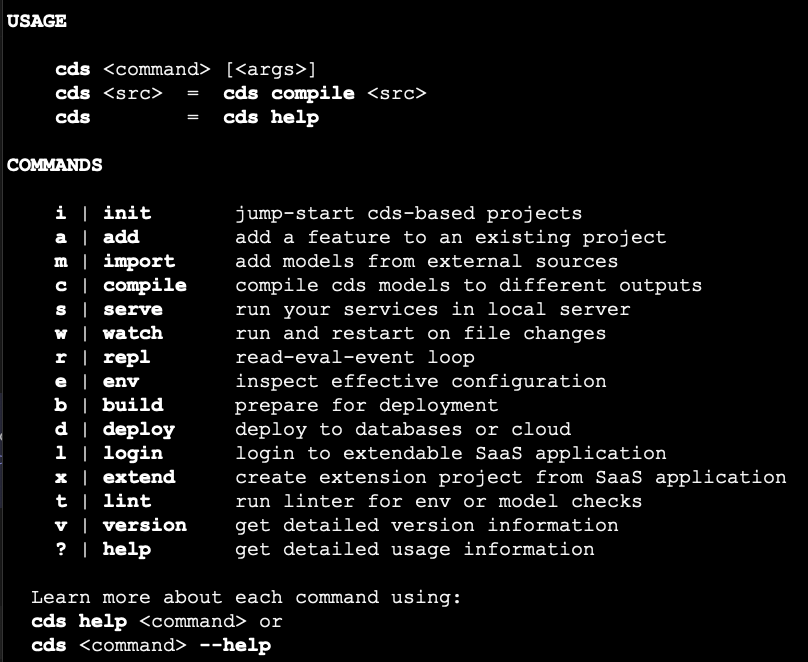 USAGE
cds <command> [<args>]
cds <src>  =  cds compile <src>
cds        =  cds help
COMMANDS
i | init       jump-start cds-based projects
a | add        add a feature to an existing project
m | import     add models from external sources
c | compile    compile cds models to different outputs
s | serve      run your services in local server
w | watch      run and restart on file changes
r | repl       read-eval-event loop
e | env        inspect effective configuration
b | build      prepare for deployment
d | deploy     deploy to databases or cloud
l | login      login to extendable SaaS application
x | extend     create extension project from SaaS application
t | lint       run linter for env or model checks
v | version    get detailed version information
? | help       get detailed usage information
Learn more about each command using:
cds help <command> or
cds <command> --help